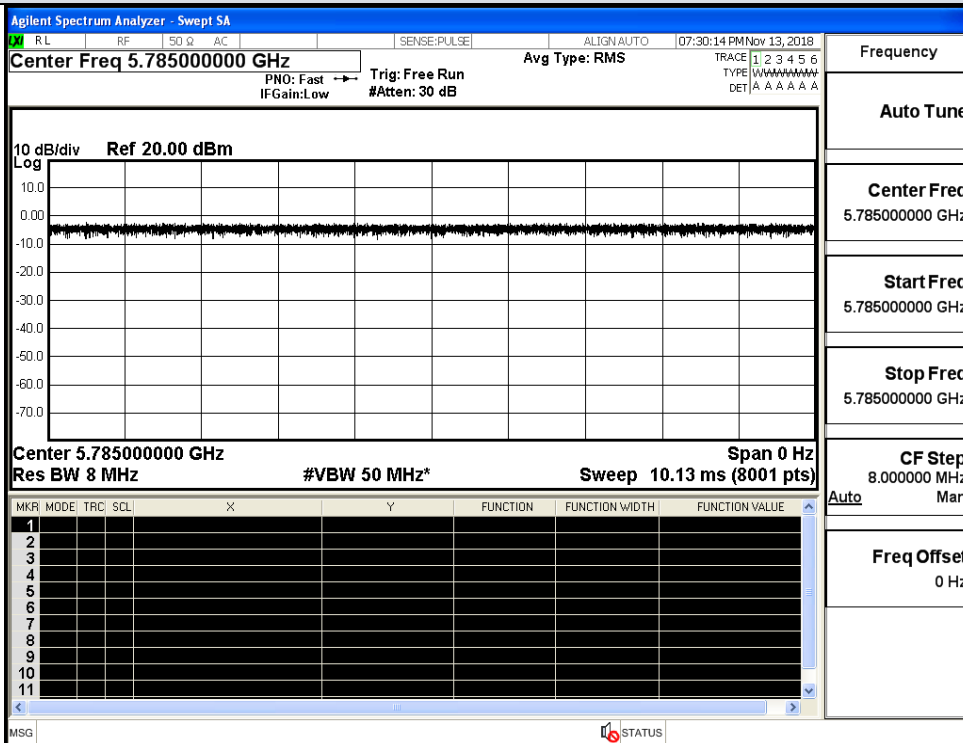 Agilent Spectrum Analyzer - Swept SA
LXI RL RF 50 Ω AC SENSE:PULSE ALIGN AUTO 07:30:14 PM Nov 13, 2018
Center Freq 5.785000000 GHz Avg Type: RMS TRACE 1 2 3 4 5 6
PNO: Fast Trig: Free Run TYPE
IFGain:Low #Atten: 30 dB DET A A A A A A
Frequency
Auto Tune
10 dB/div Ref 20.00 dBm
Log
10.0
0.00
-10.0
-20.0
-30.0
-40.0
-50.0
-60.0
-70.0
Center 5.785000000 GHz Span 0 Hz
Res BW 8 MHz #VBW 50 MHz* Sweep 10.13 ms (8001 pts)
Center Freq
5.785000000 GHz
Start Freq
5.785000000 GHz
Stop Freq
5.785000000 GHz
CF Step
8.000000 MHz
Auto Man
Freq Offset
0 Hz
MKR MODE TRC SCL X Y FUNCTION FUNCTION WIDTH FUNCTION VALUE
1
2
3
4
5
6
7
8
9
10
11
MSG STATUS